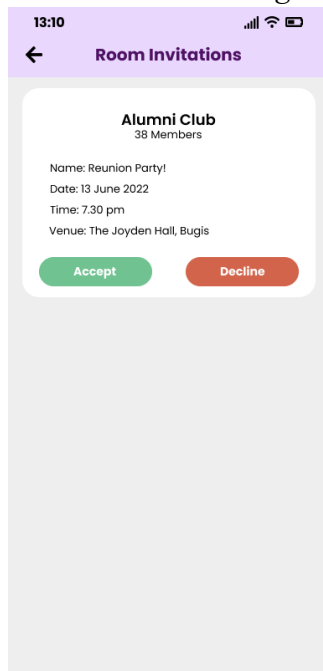 13:10
Room Invitations
Alumni Club
38 Members
Name: Reunion Party!
Date: 13 June 2022
Time: 7.30 pm
Venue: The Joyden Hall, Bugis
Accept
Decline